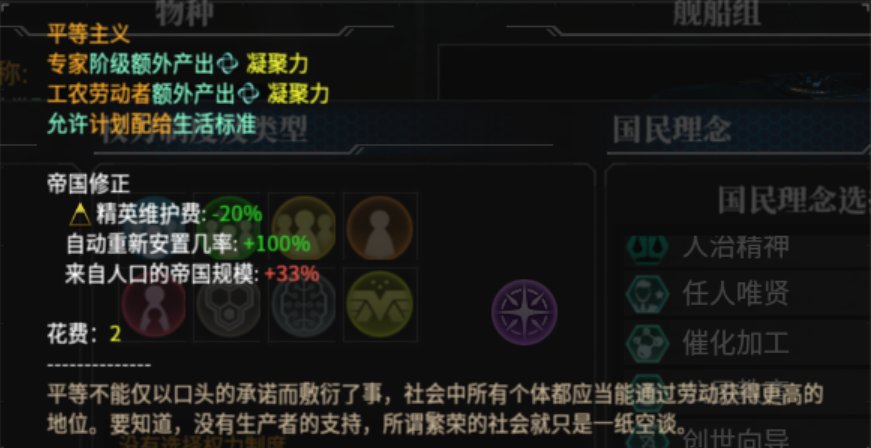 物种
舰船组
平等主义
专家阶级额外产出 凝聚力
工农劳动者额外产出 凝聚力
允许计划配给生活标准
国民理念
帝国修正
精英维护费: -20%
自动重新安置几率: +100%
来自人口的帝国规模: +33%
国民理念选
人治精神
任人唯贤
催化加工
花费: 2
--------------
平等不能仅以口头的承诺而敷衍了事，社会中所有个体都应当能通过劳动获得更高的
地位。要知道，没有生产者的支持，所谓繁荣的社会就只是一纸空谈。
创世向导
没有选择权力制度